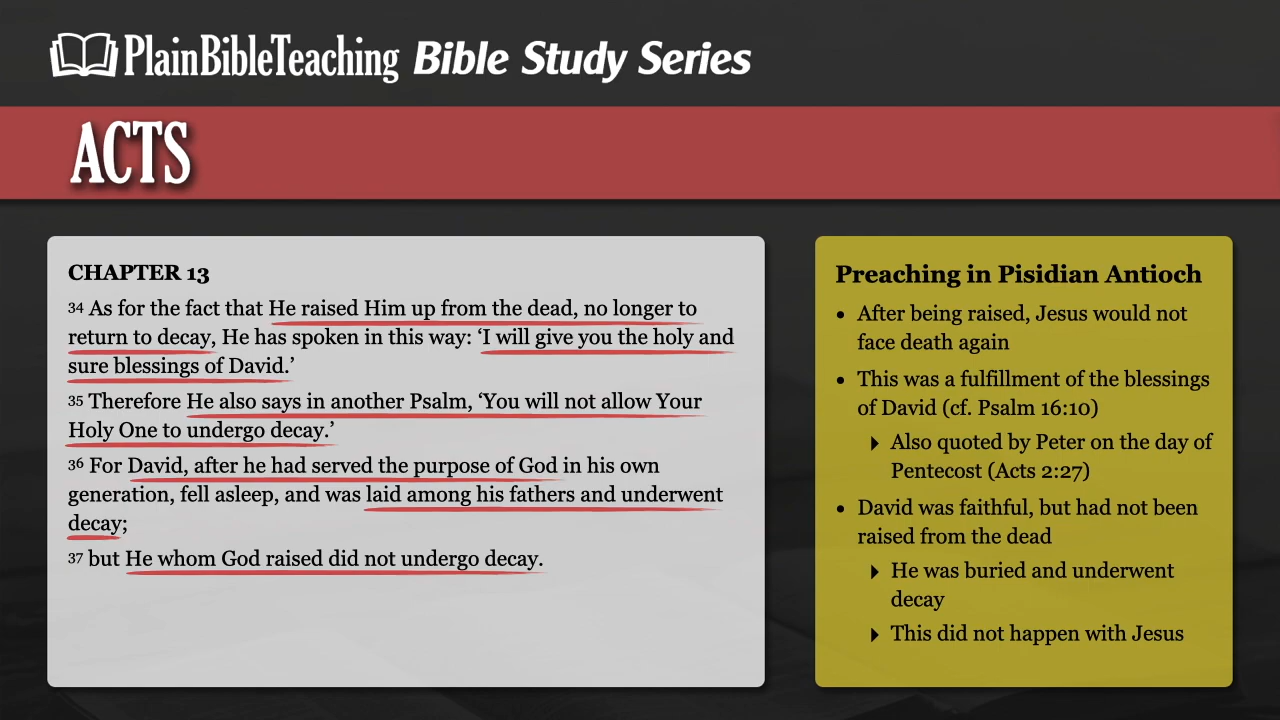 PlainBibleTeaching Bible Study Series
ACTS
CHAPTER 13
34 As for the fact that He raised Him up from the dead, no longer to
return to decay, He has spoken in this way: ‘I will give you the holy and
sure blessings of David.’
35 Therefore He also says in another Psalm, ‘You will not allow Your
Holy One to undergo decay.’
36 For David, after he had served the purpose of God in his own
generation, fell asleep, and was laid among his fathers and underwent
decay;
37 but He whom God raised did not undergo decay.
Preaching in Pisidian Antioch
• After being raised, Jesus would not
face death again
• This was a fulfillment of the blessings
of David (cf. Psalm 16:10)
▸ Also quoted by Peter on the day of
Pentecost (Acts 2:27)
• David was faithful, but had not been
raised from the dead
▸ He was buried and underwent
decay
▸ This did not happen with Jesus